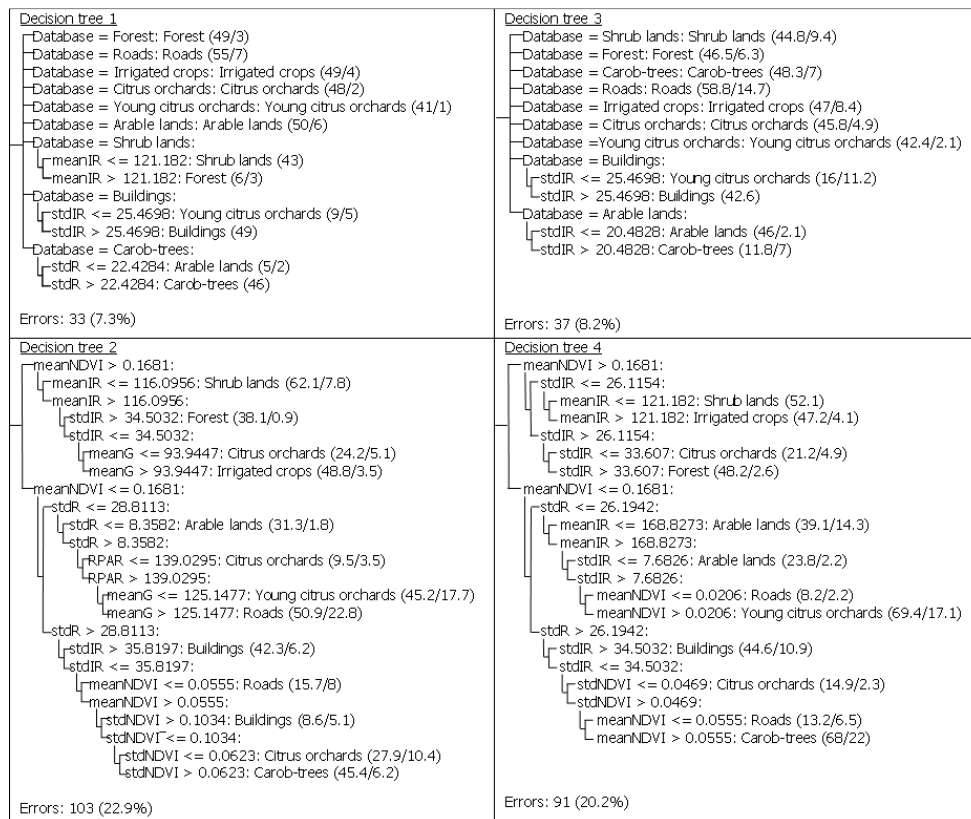 Decision tree 1
Database = Forest: Forest (49/3)
Database = Roads: Roads (55/7)
Database = Irrigated crops: Irrigated crops (49/4)
Database = Citrus orchards: Citrus orchards (48/2)
Database = Young citrus orchards: Young citrus orchards (41/1)
Database = Arable lands: Arable lands (50/6)
Database = Shrub lands:
meanIR <= 121.182: Shrub lands (43)
meanIR > 121.182: Forest (6/3)
Database = Buildings:
stdIR <= 25.4698: Young citrus orchards (9/5)
stdIR > 25.4698: Buildings (49)
Database = Carob-trees:
stdR <= 22.4284: Arable lands (5/2)
stdR > 22.4284: Carob-trees (46)
Errors: 33 (7.3%)
Decision tree 3
Database = Shrub lands: Shrub lands (44.8/9.4)
Database = Forest: Forest (46.5/6.3)
Database = Carob-trees: Carob-trees (48.3/7)
Database = Roads: Roads (58.8/14.7)
Database = Irrigated crops: Irrigated crops (47/8.4)
Database = Citrus orchards: Citrus orchards (45.8/4.9)
Database =Young citrus orchards: Young citrus orchards (42.4/2.1)
Database = Buildings:
stdIR <= 25.4698: Young citrus orchards (16/11.2)
stdIR > 25.4698: Buildings (42.6)
Database = Arable lands:
stdIR <= 20.4828: Arable lands (46/2.1)
stdIR > 20.4828: Carob-trees (11.8/7)
Errors: 37 (8.2%)
Decision tree 2
meanNDVI > 0.1681:
meanIR <= 116.0956: Shrub lands (62.1/7.8)
meanIR > 116.0956:
stdIR > 34.5032: Forest (38.1/0.9)
stdIR <= 34.5032:
meanG <= 93.9447: Citrus orchards (24.2/5.1)
meanG > 93.9447: Irrigated crops (48.8/3.5)
meanNDVI <= 0.1681:
stdR <= 28.8113:
stdR <= 8.3582: Arable lands (31.3/1.8)
stdR > 8.3582:
RPAR <= 139.0295: Citrus orchards (9.5/3.5)
RPAR > 139.0295:
meanG <= 125.1477: Young citrus orchards (45.2/17.7)
meanG > 125.1477: Roads (50.9/22.8)
stdR > 28.8113:
stdIR > 35.8197: Buildings (42.3/6.2)
stdIR <= 35.8197:
meanNDVI <= 0.0555: Roads (15.7/8)
meanNDVI > 0.0555:
stdNDVI > 0.1034: Buildings (8.6/5.1)
stdNDVI <= 0.1034:
stdNDVI <= 0.0623: Citrus orchards (27.9/10.4)
stdNDVI > 0.0623: Carob-trees (45.4/6.2)
Errors: 103 (22.9%)
Decision tree 4
meanNDVI > 0.1681:
stdIR <= 26.1154:
meanIR <= 121.182: Shrub lands (52.1)
meanIR > 121.182: Irrigated crops (47.2/4.1)
stdIR > 26.1154:
stdIR <= 33.607: Citrus orchards (21.2/4.9)
stdIR > 33.607: Forest (48.2/2.6)
meanNDVI <= 0.1681:
stdR <= 26.1942:
meanIR <= 168.8273: Arable lands (39.1/14.3)
meanIR > 168.8273:
stdIR <= 7.6826: Arable lands (23.8/2.2)
stdIR > 7.6826:
meanNDVI <= 0.0206: Roads (8.2/2.2)
meanNDVI > 0.0206: Young citrus orchards (69.4/17.1)
stdR > 26.1942:
stdIR > 34.5032: Buildings (44.6/10.9)
stdIR <= 34.5032:
stdNDVI <= 0.0469: Citrus orchards (14.9/2.3)
stdNDVI > 0.0469:
meanNDVI <= 0.0555: Roads (13.2/6.5)
meanNDVI > 0.0555: Carob-trees (68/22)
Errors: 91 (20.2%)